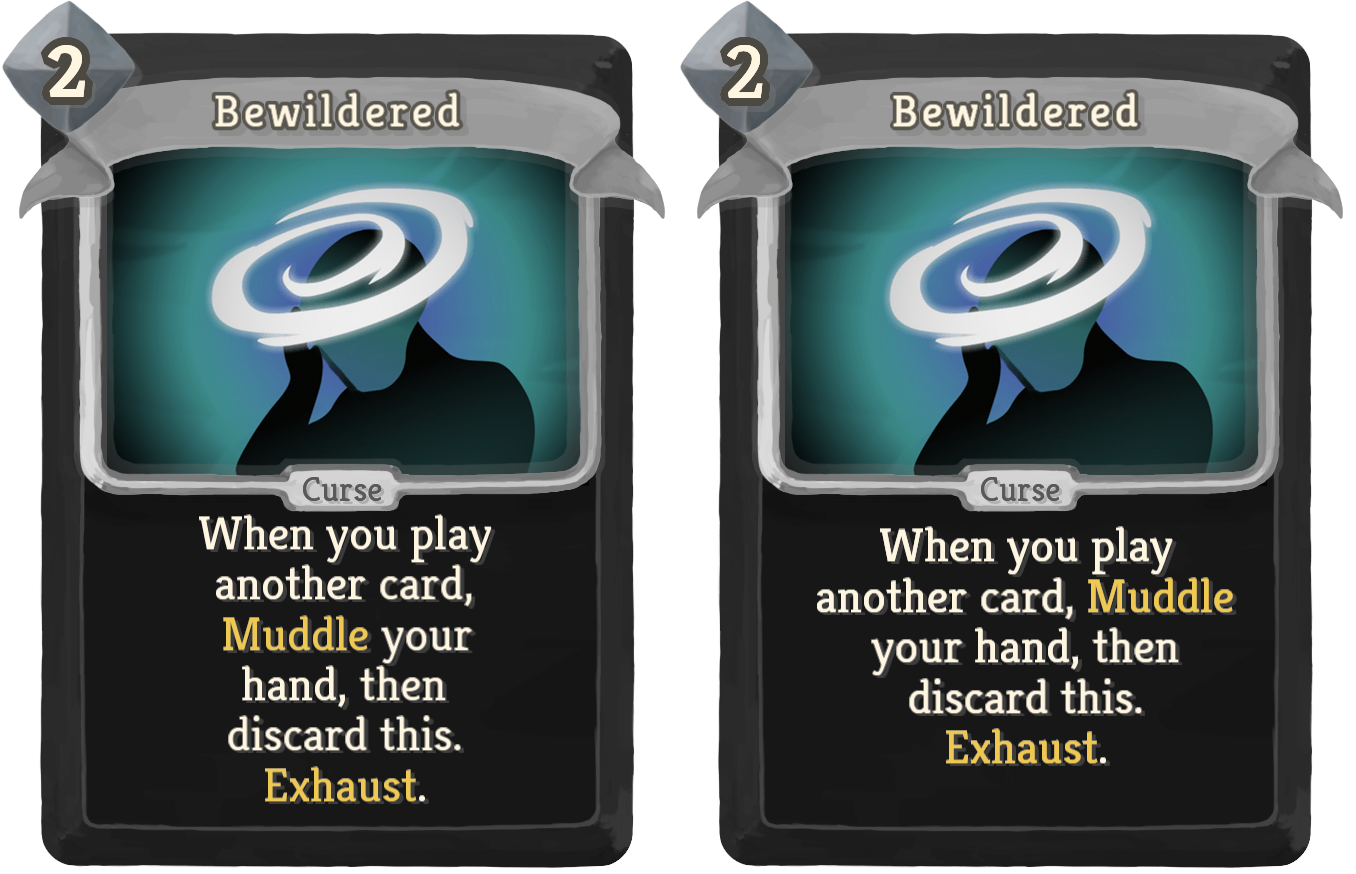 2
Bewildered
Curse
When you play
another card,
Muddle your
hand, then
discard this.
Exhaust.
2
Bewildered
Curse
When you play
another card, Muddle
your hand, then
discard this.
Exhaust.